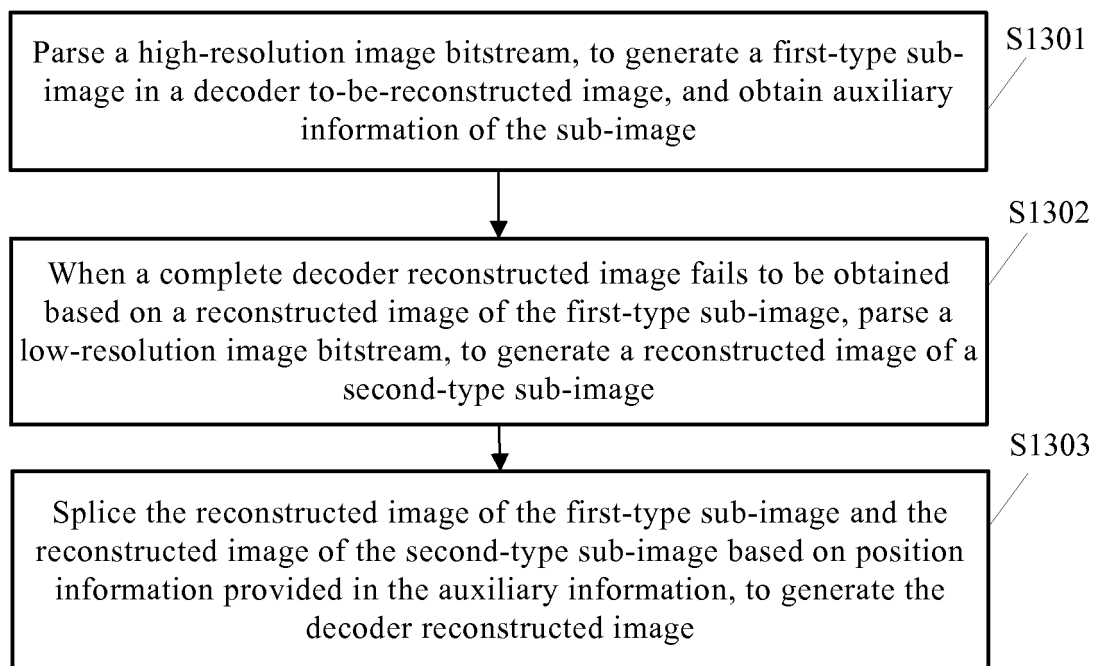 Parse a high-resolution image bitstream, to generate a first-type sub-
image in a decoder to-be-reconstructed image, and obtain auxiliary
information of the sub-image
S1301
When a complete decoder reconstructed image fails to be obtained
based on a reconstructed image of the first-type sub-image, parse a
low-resolution image bitstream, to generate a reconstructed image of a
second-type sub-image
S1302
Splice the reconstructed image of the first-type sub-image and the
reconstructed image of the second-type sub-image based on position
information provided in the auxiliary information, to generate the
decoder reconstructed image
S1303